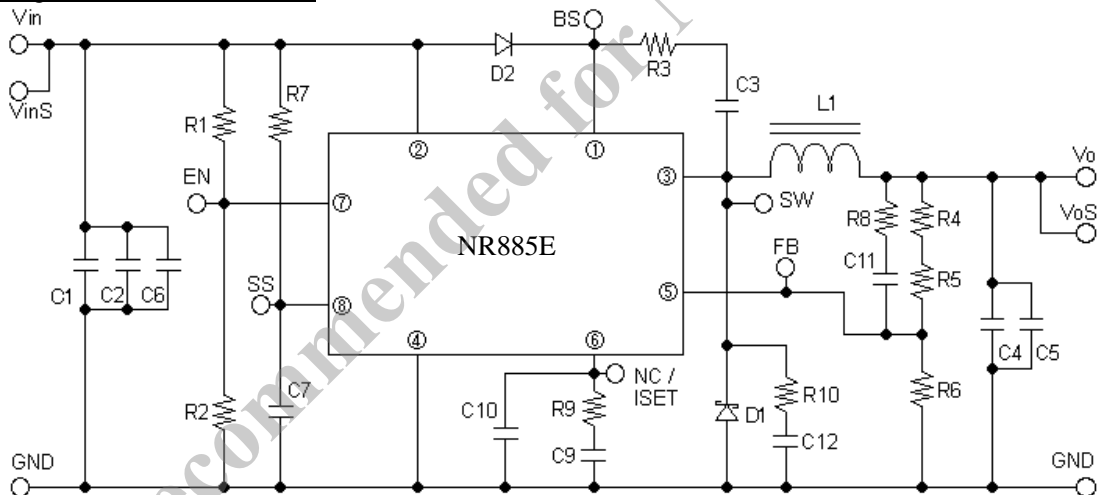 Vin
BS
D2
R3
C3
VinS
R7
R1
L1
②
①
③
Vo
EN
SW
⑦
R8
R4
VoS
NR885E
FB
C11
SS
R5
C1
C2
C6
⑧
⑤
④
⑥
C4
C5
NC /
ISET
R10
R6
C7
R2
C10
R9
D1
C12
C9
GND
GND
ecommended for